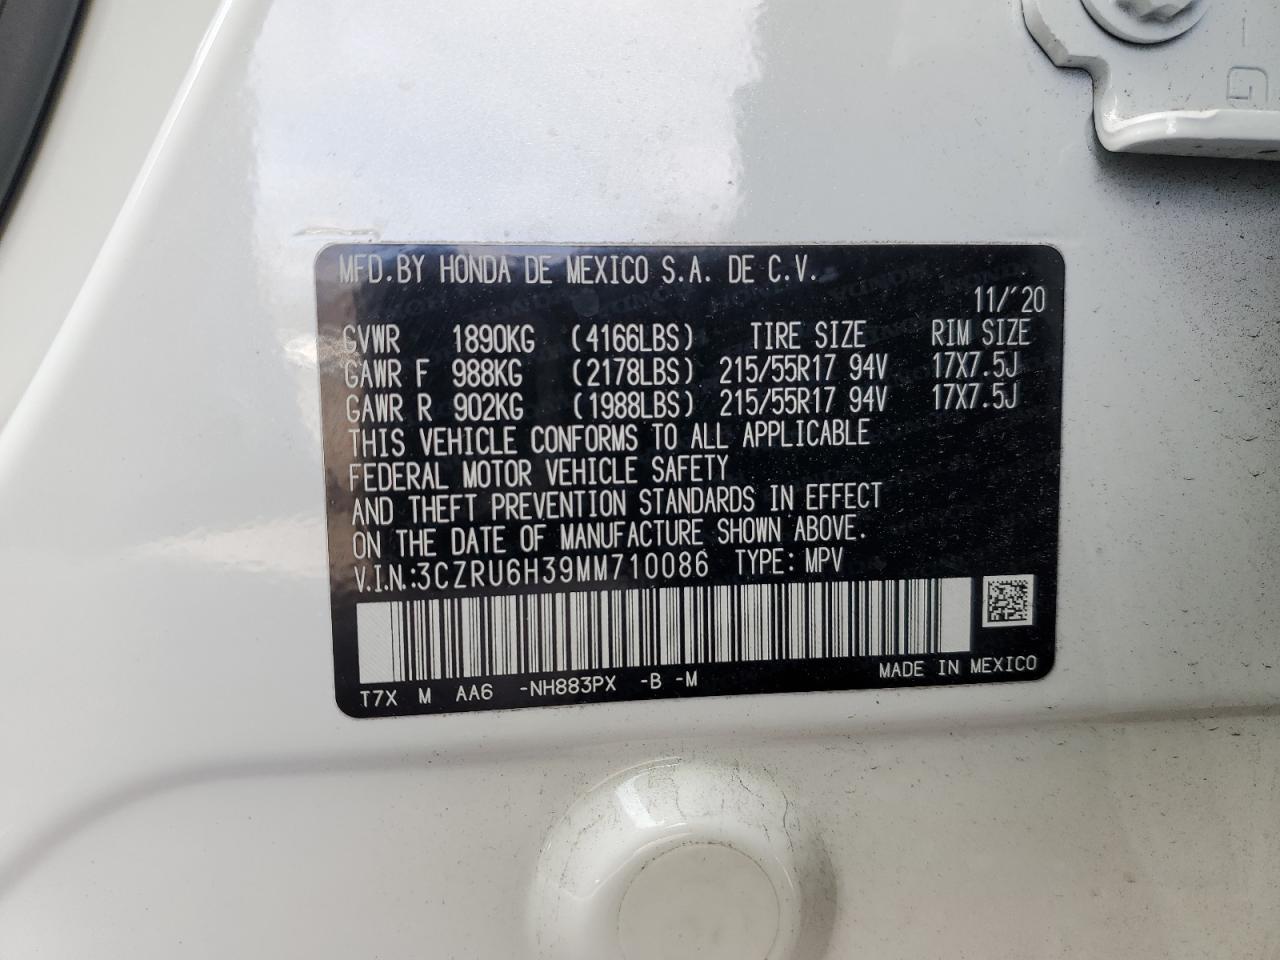 MFD.BY HONDA DE MEXICO S.A. DE C.V.
11/'20
GVWR 1890KG (4166LBS) TIRE SIZE RIM SIZE
GAWR F 988KG (2178LBS) 215/55R17 94V 17X7.5J
GAWR R 902KG (1988LBS) 215/55R17 94V 17X7.5J
THIS VEHICLE CONFORMS TO ALL APPLICABLE
FEDERAL MOTOR VEHICLE SAFETY
AND THEFT PREVENTION STANDARDS IN EFFECT
ON THE DATE OF MANUFACTURE SHOWN ABOVE.
V.I.N.:3CZRU6H39MM710086 TYPE: MPV
T7X M AA6 -NH883PX -B -M MADE IN MEXICO